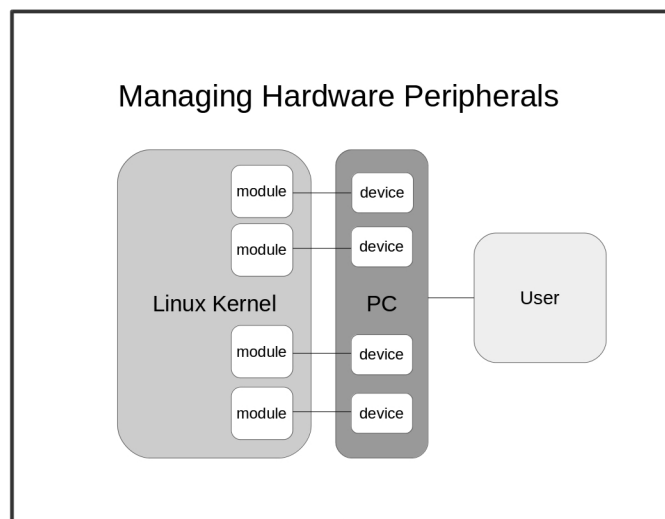 Managing Hardware Peripherals
module
device
module
device
Linux Kernel
PC
User
module
device
module
device